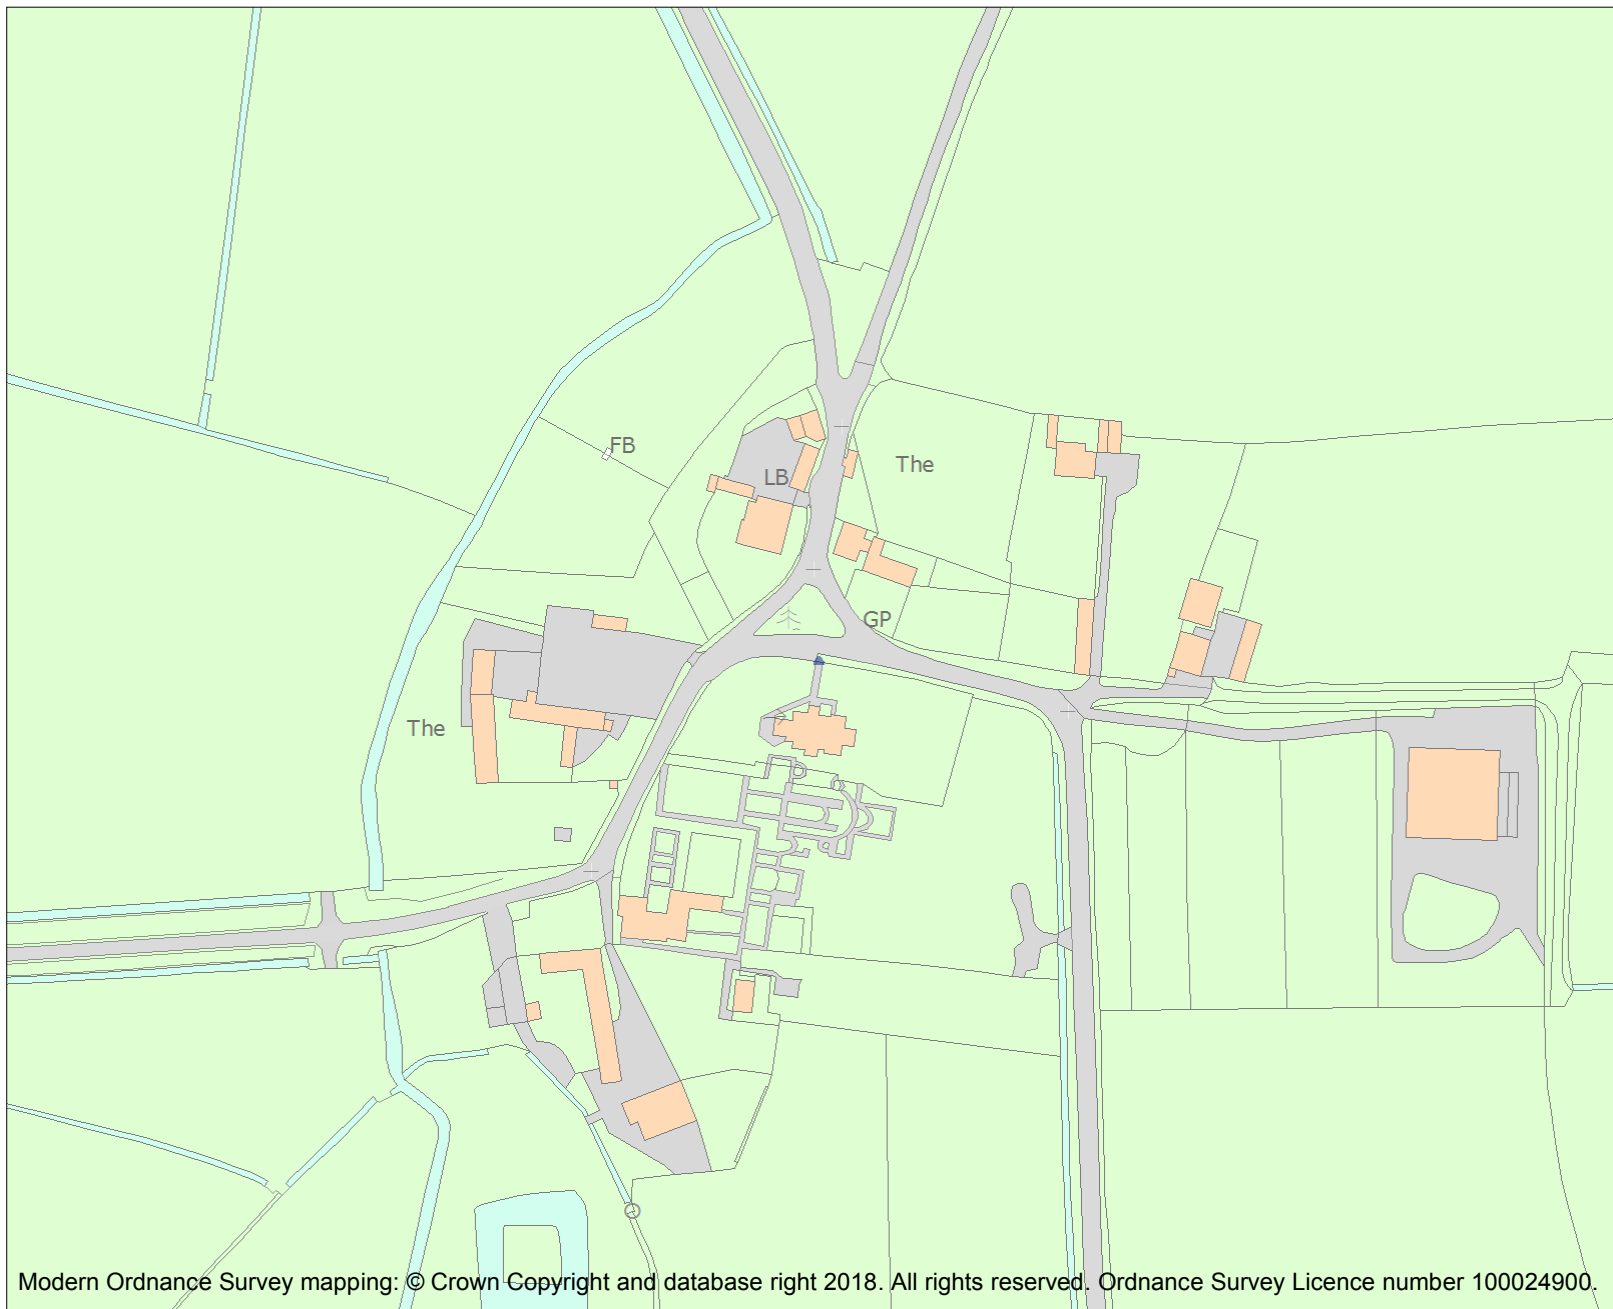 FB
The
LB
GP
The
Modern Ordnance Survey mapping: © Crown Copyright and database right 2018. All rights reserved. Ordnance Survey Licence number 100024900.